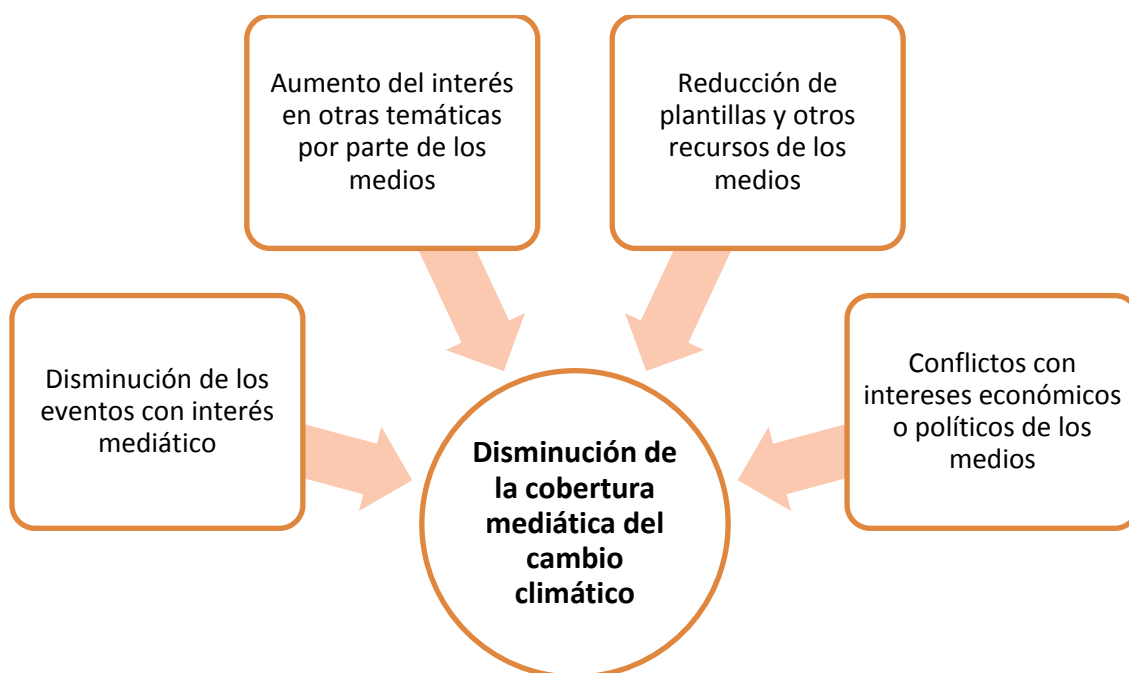 Aumento del interés
en otras temáticas
por parte de los
medios
Reducción de
plantillas y otros
recursos de los
medios
Disminución de los
eventos con interés
mediático
Conflictos con
intereses económicos
o políticos de los
medios
Disminución de
la cobertura
mediática del
cambio
climático